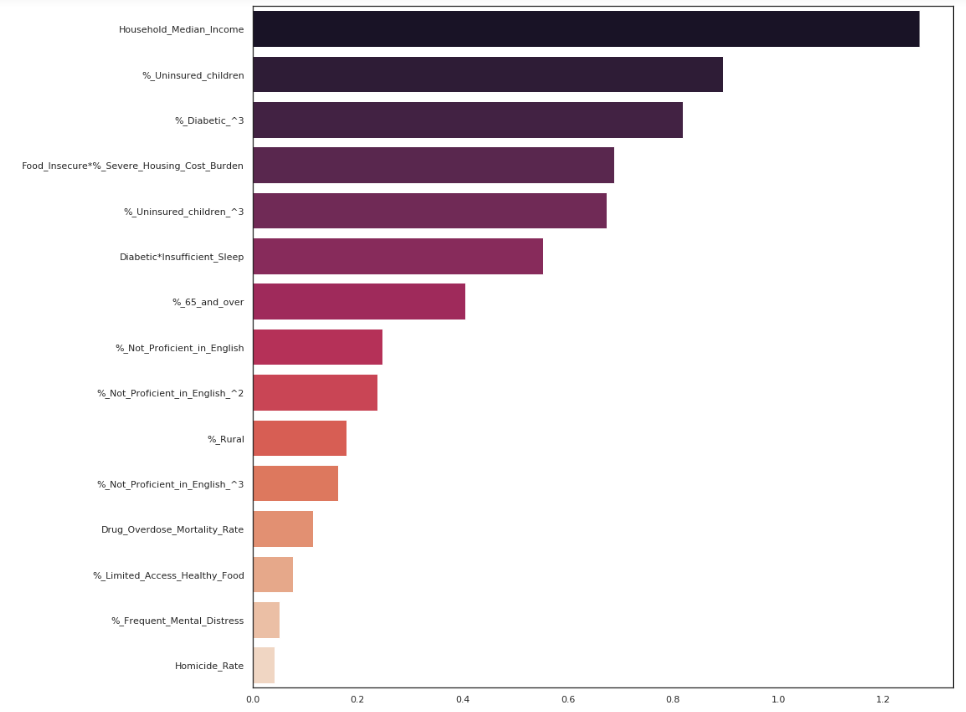 Household_Median_Income
%_Uninsured_children
%_Diabetic_^3
Food_Insecure*%_Severe_Housing_Cost_Burden
%_Uninsured_children_^3
Diabetic*Insufficient_Sleep
%_65_and_over
%_Not_Proficient_in_English
%_Not_Proficient_in_English_^2
%_Rural
%_Not_Proficient_in_English_^3
Drug_Overdose_Mortality_Rate
%_Limited_Access_Healthy_Food
%_Frequent_Mental_Distress
Homicide_Rate
0.0 0.2 0.4 0.6 0.8 1.0 1.2